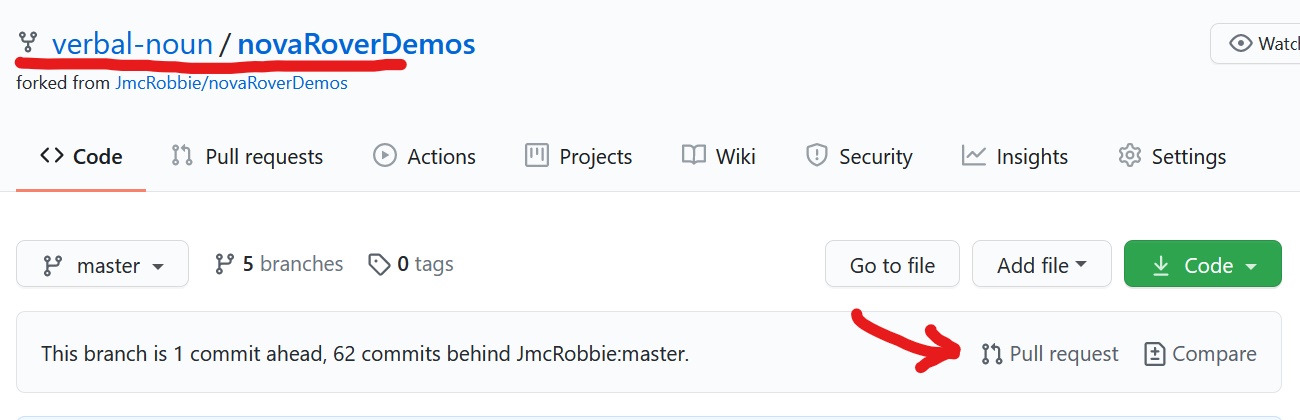 verbal-noun / novaRoverDemos
Watch
forked from JmcRobbie/novaRoverDemos
Code Pull requests Actions Projects Wiki Security Insights Settings
master 5 branches 0 tags Go to file Add file Code
This branch is 1 commit ahead, 62 commits behind JmcRobbie:master. Pull request Compare